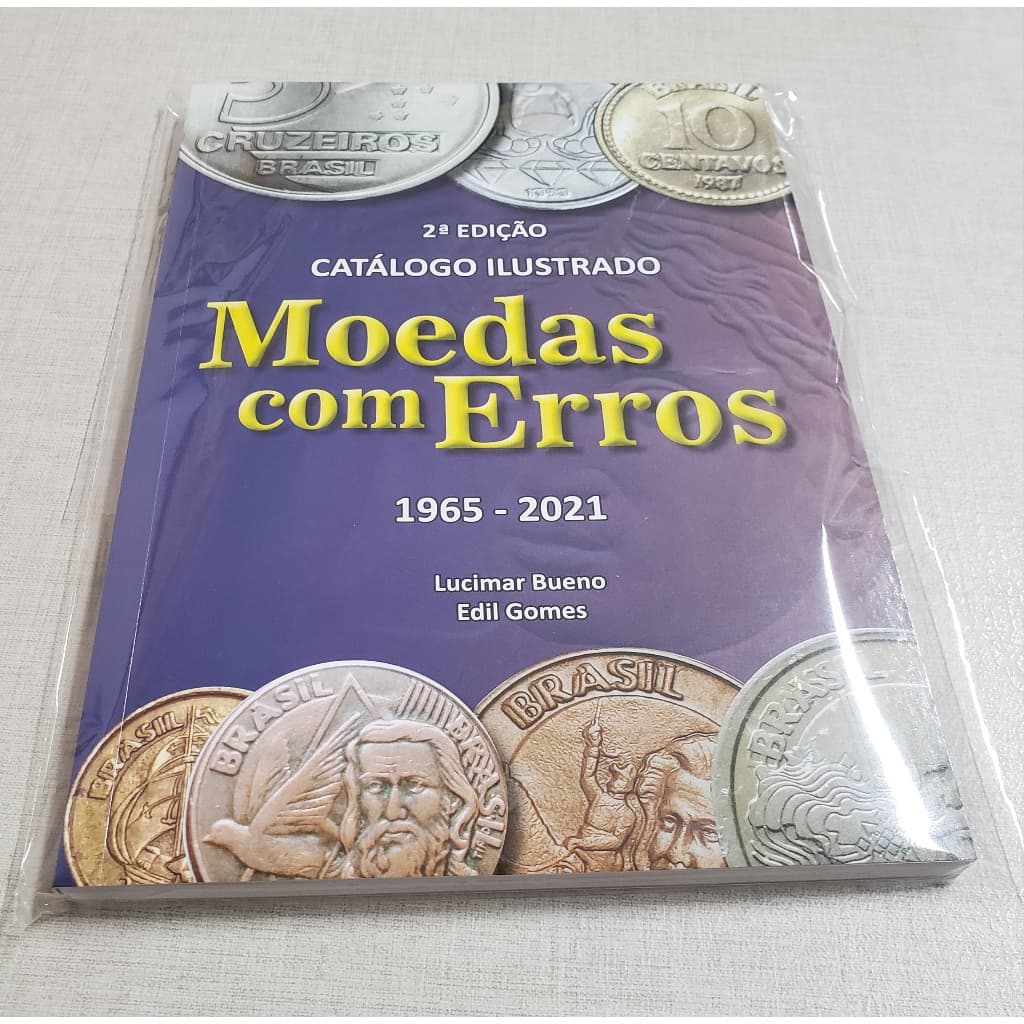 CRUZEIROS
BRASIL
BRASIL
10
CENTAVOS
1987
2ª EDIÇÃO
CATÁLOGO ILUSTRADO
Moedas
com Erros
1965 - 2021
Lucimar Bueno
Edil Gomes
BRASIL
BRASIL
BRASIL
BRASIL
BRASIL